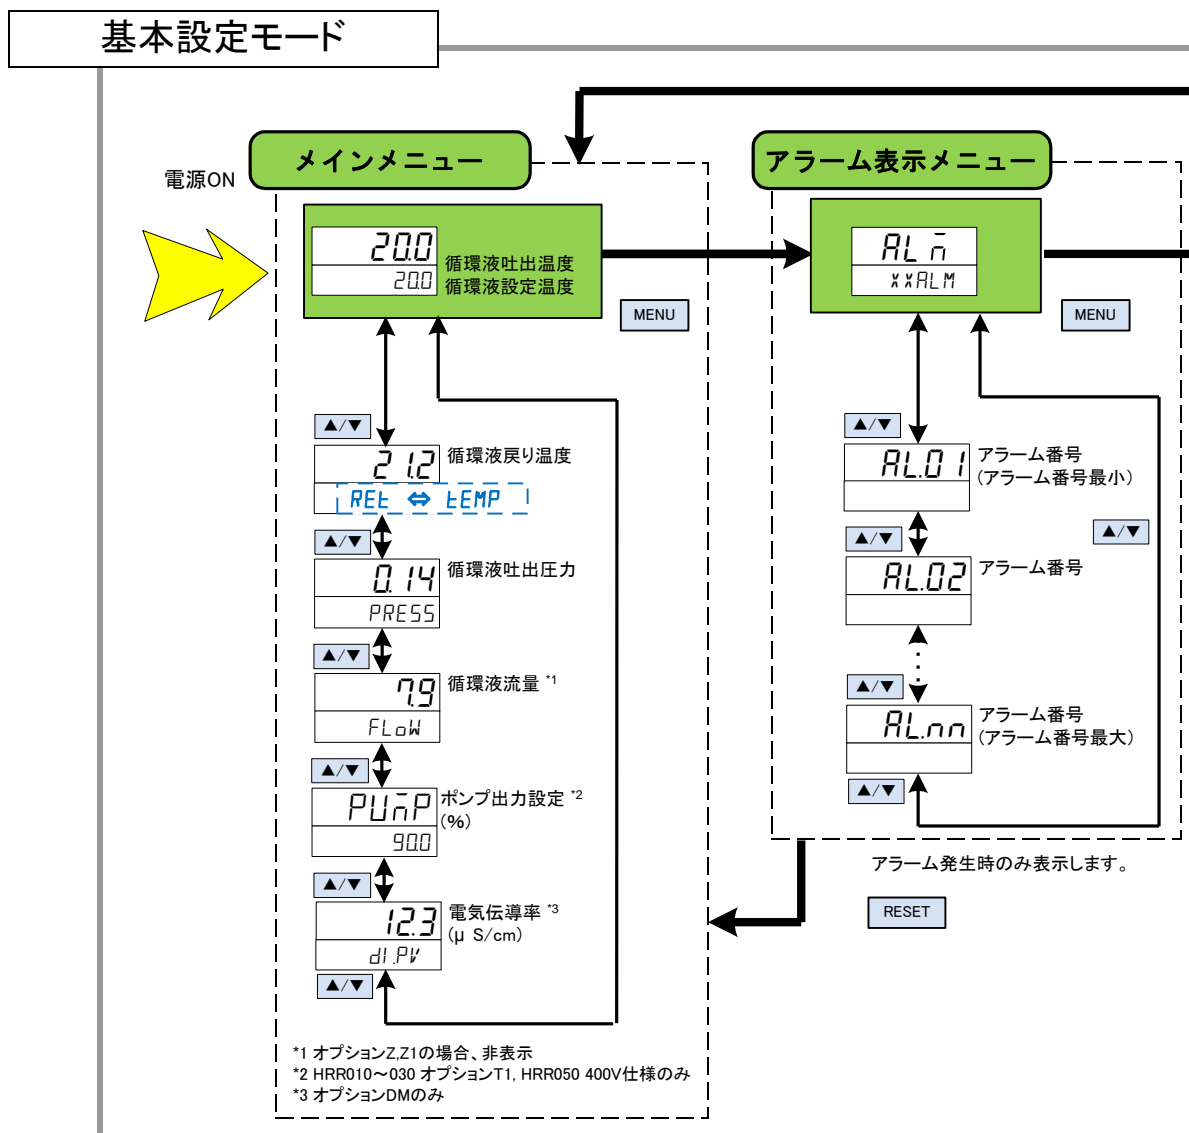 基本設定モード
メインメニュー
アラーム表示メニュー
電源ON
20.0
20.0
循環液吐出温度
循環液設定温度
MENU
AL m̄
xxALM
MENU
▲/▼
21.2
循環液戻り温度
REt ⇔ tEMP
▲/▼
0.14
循環液吐出圧力
PRESS
▲/▼
7.9
循環液流量 *1
FLoW
▲/▼
PUm̄P
ポンプ出力設定 *2
(%)
90.0
▲/▼
12.3
電気伝導率 *3
(μ S/cm)
dI.PV
▲/▼
*1 オプションZ,Z1の場合、非表示
*2 HRR010～030 オプションT1, HRR050 400V仕様のみ
*3 オプションDMのみ
▲/▼
AL.01
アラーム番号
(アラーム番号最小)
▲/▼
▲/▼
AL.02
アラーム番号
▲/▼
AL.nn
アラーム番号
(アラーム番号最大)
▲/▼
アラーム発生時のみ表示します。
RESET